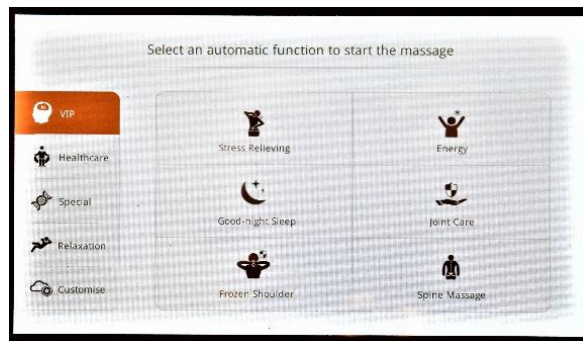 Select an automatic function to start the massage
VIP
Healthcare
Special
Relaxation
Customise
Stress Relieving
Energy
Good-night Sleep
Joint Care
Frozen Shoulder
Spine Massage